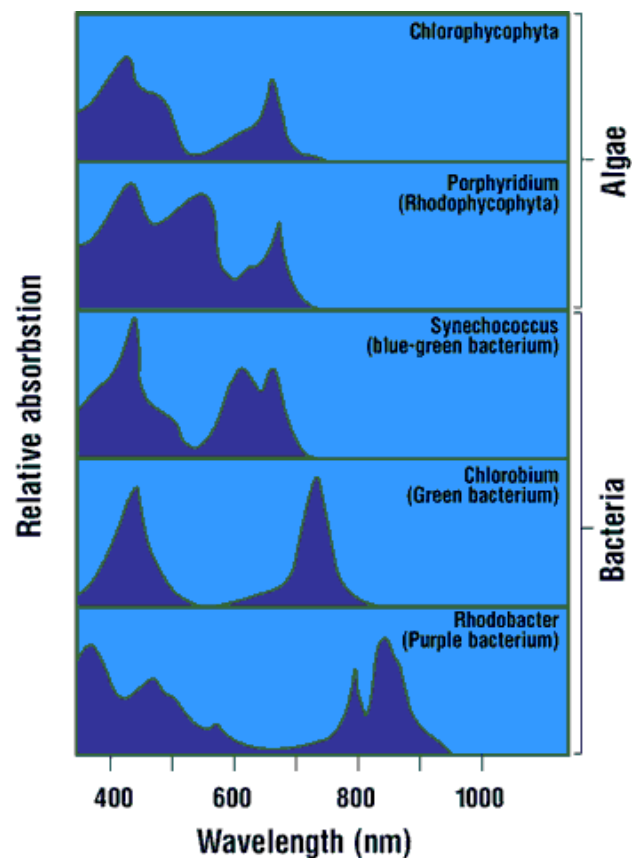 Chlorophycophyta
Porphyridium
(Rhodophycophyta)
Algae
Synechococcus
(blue-green bacterium)
Chlorobium
(Green bacterium)
Rhodobacter
(Purple bacterium)
Bacteria
Relative absorbstion
400 600 800 1000
Wavelength (nm)